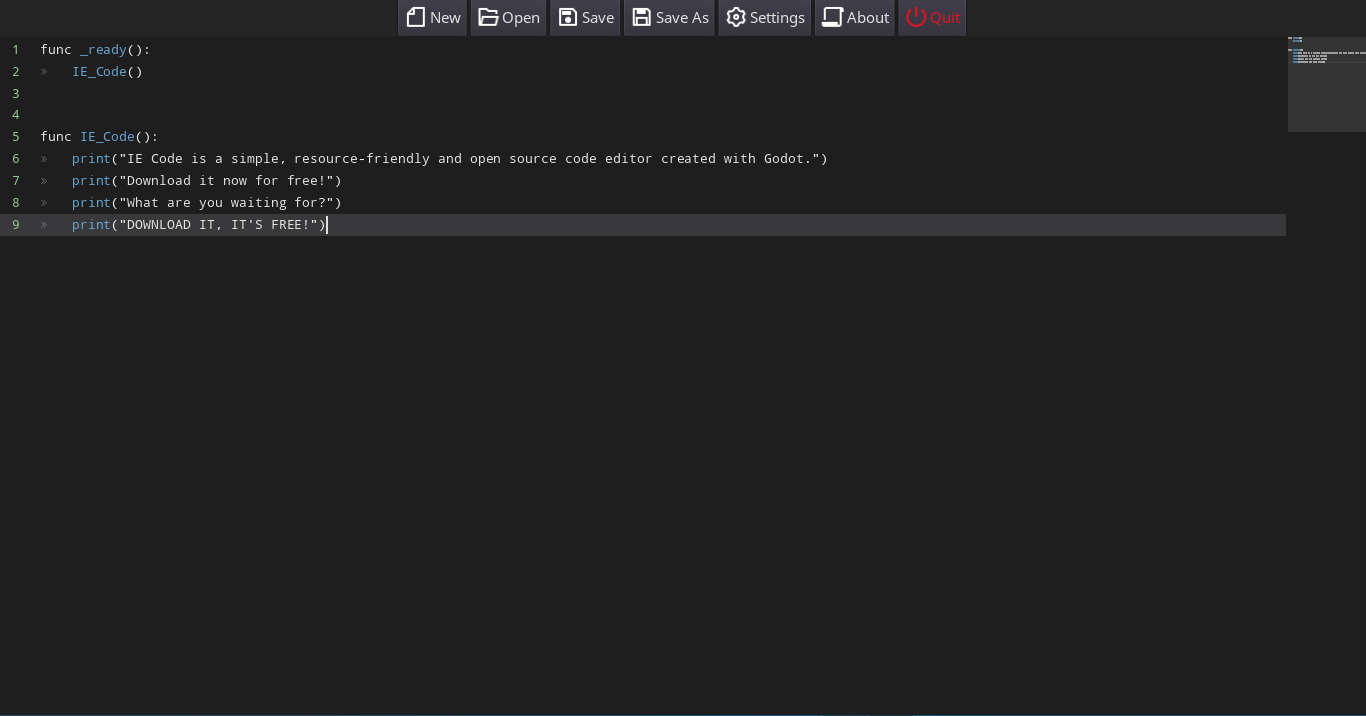 New Open Save Save As Settings About Quit
1 func _ready():
2 » IE_Code()
3
4
5 func IE_Code():
6 » print("IE Code is a simple, resource-friendly and open source code editor created with Godot.")
7 » print("Download it now for free!")
8 » print("What are you waiting for?")
9 » print("DOWNLOAD IT, IT'S FREE!")